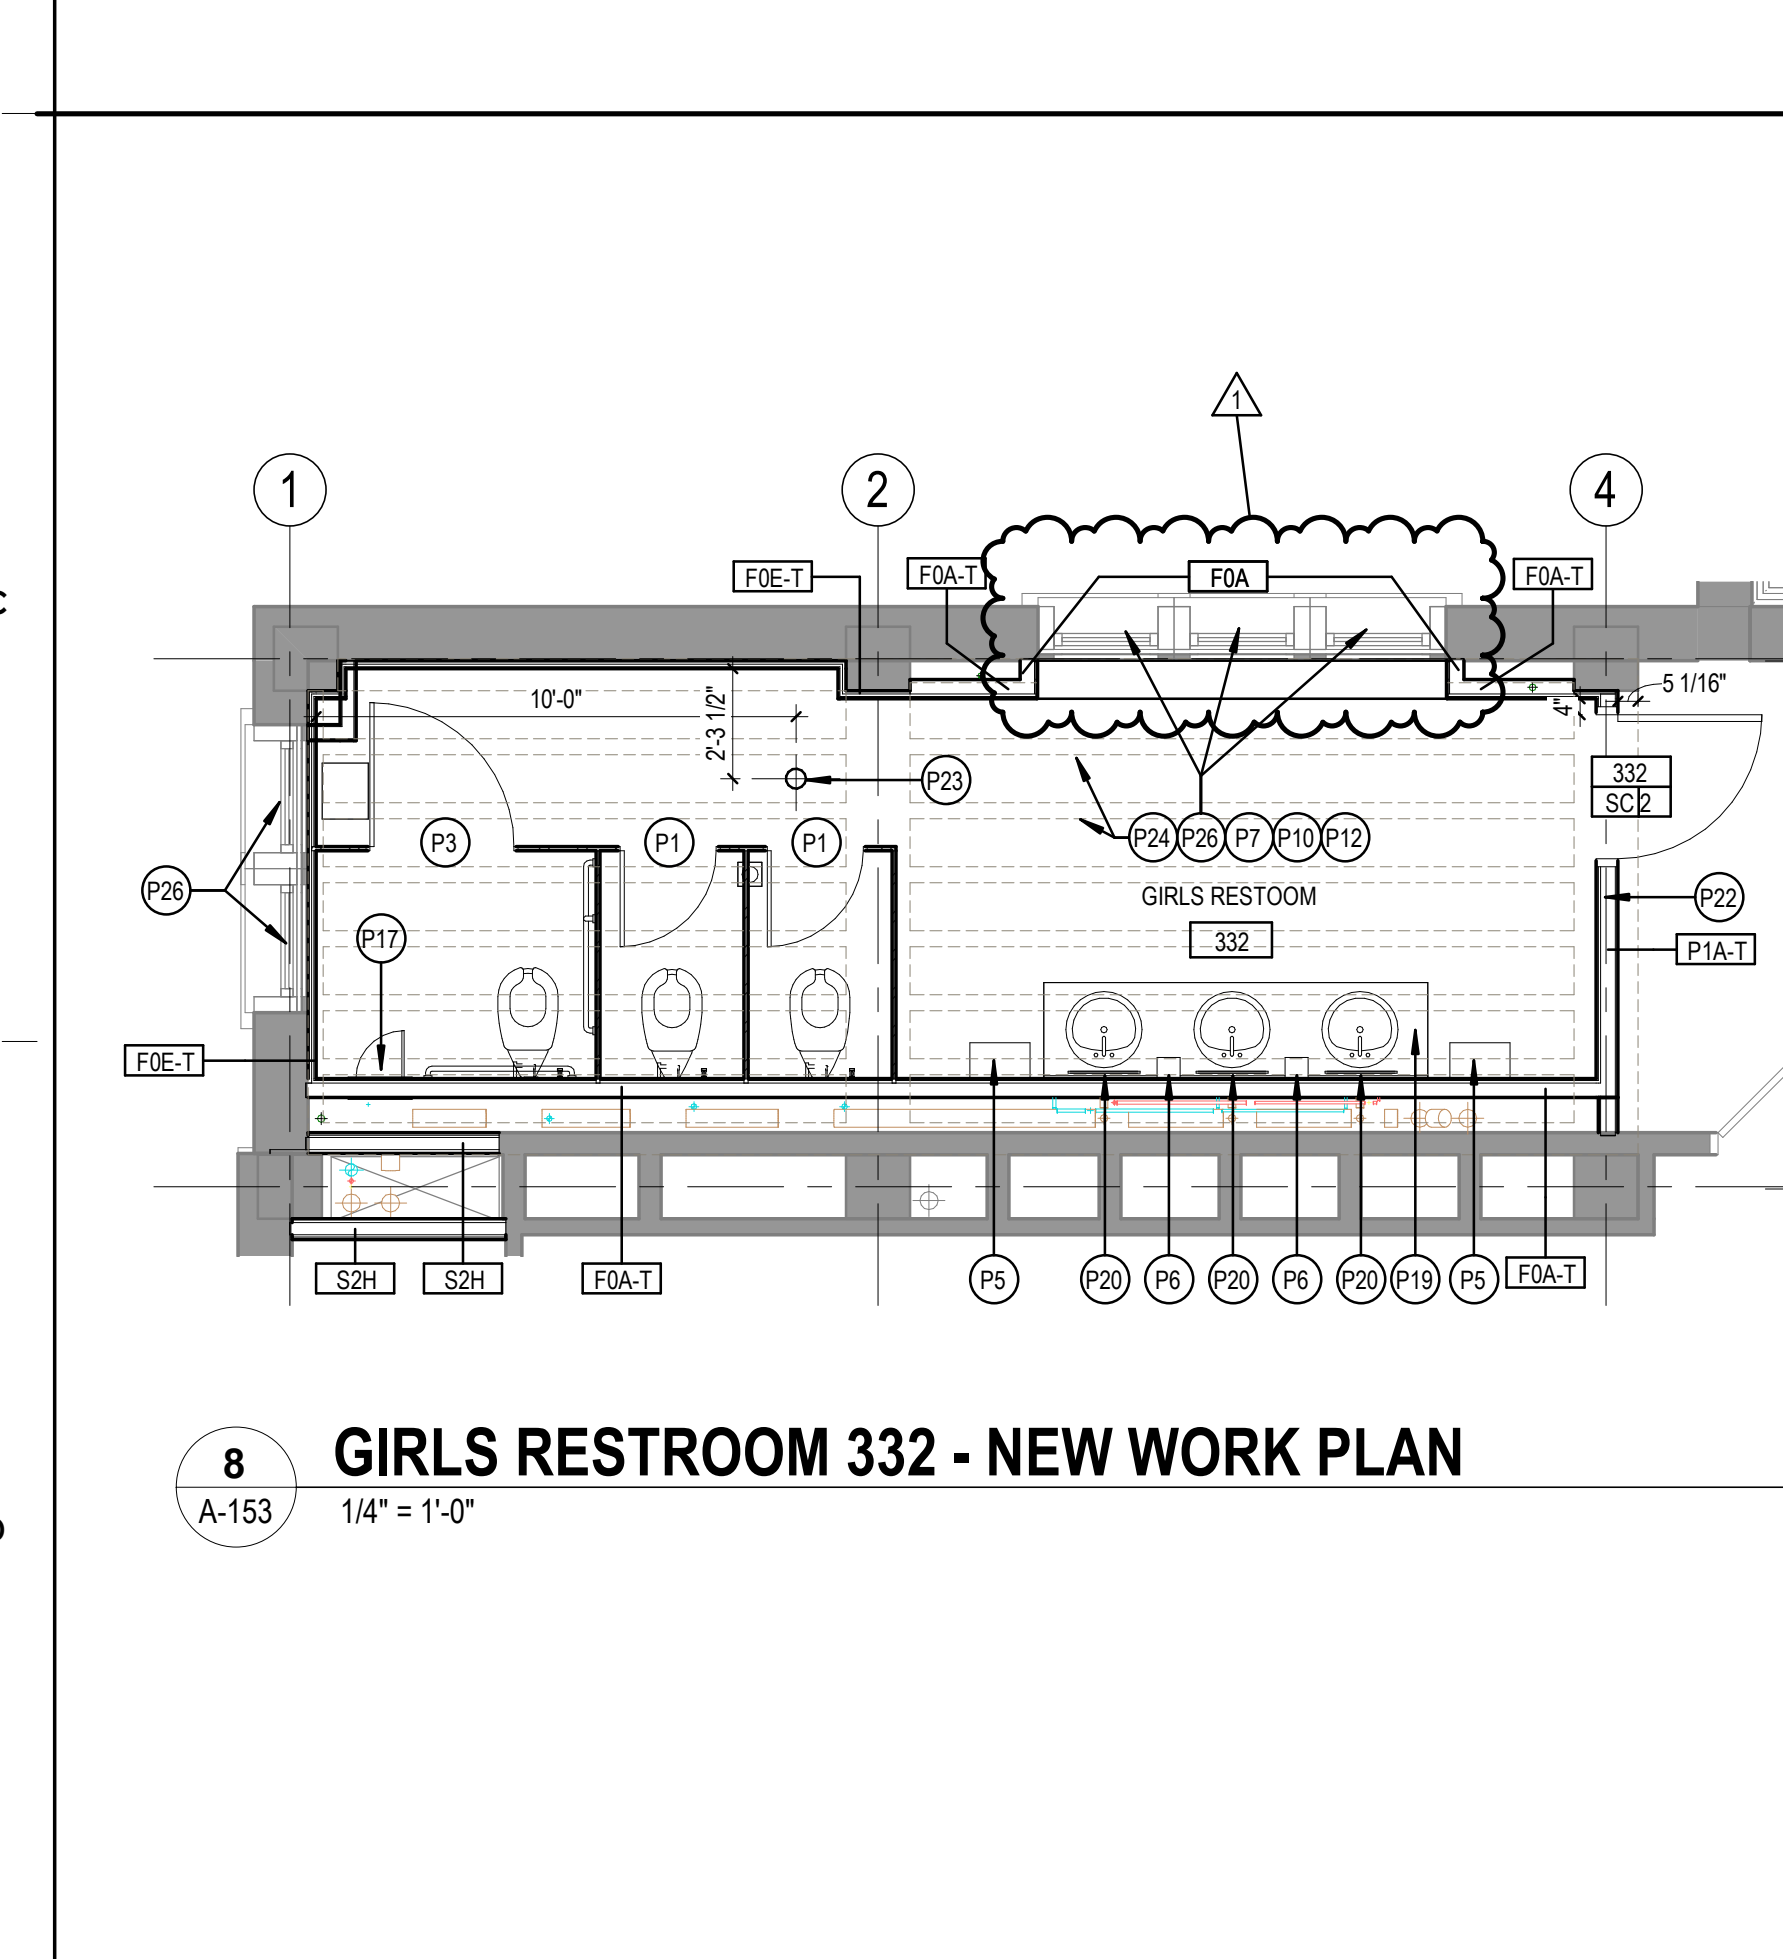 1
1
2
4
F0E-T
F0A-T
F0A
F0A-T
10'-0"
2'-3 1/2"
4"
5 1/16"
P23
332
SC 2
P3
P1
P1
P24
P26
P7
P10
P12
P26
P17
GIRLS RESTOOM
332
P22
P1A-T
F0E-T
S2H
S2H
F0A-T
P5
P20
P6
P20
P6
P20
P19
P5
F0A-T
8
A-153
GIRLS RESTROOM 332 - NEW WORK PLAN
1/4" = 1'-0"